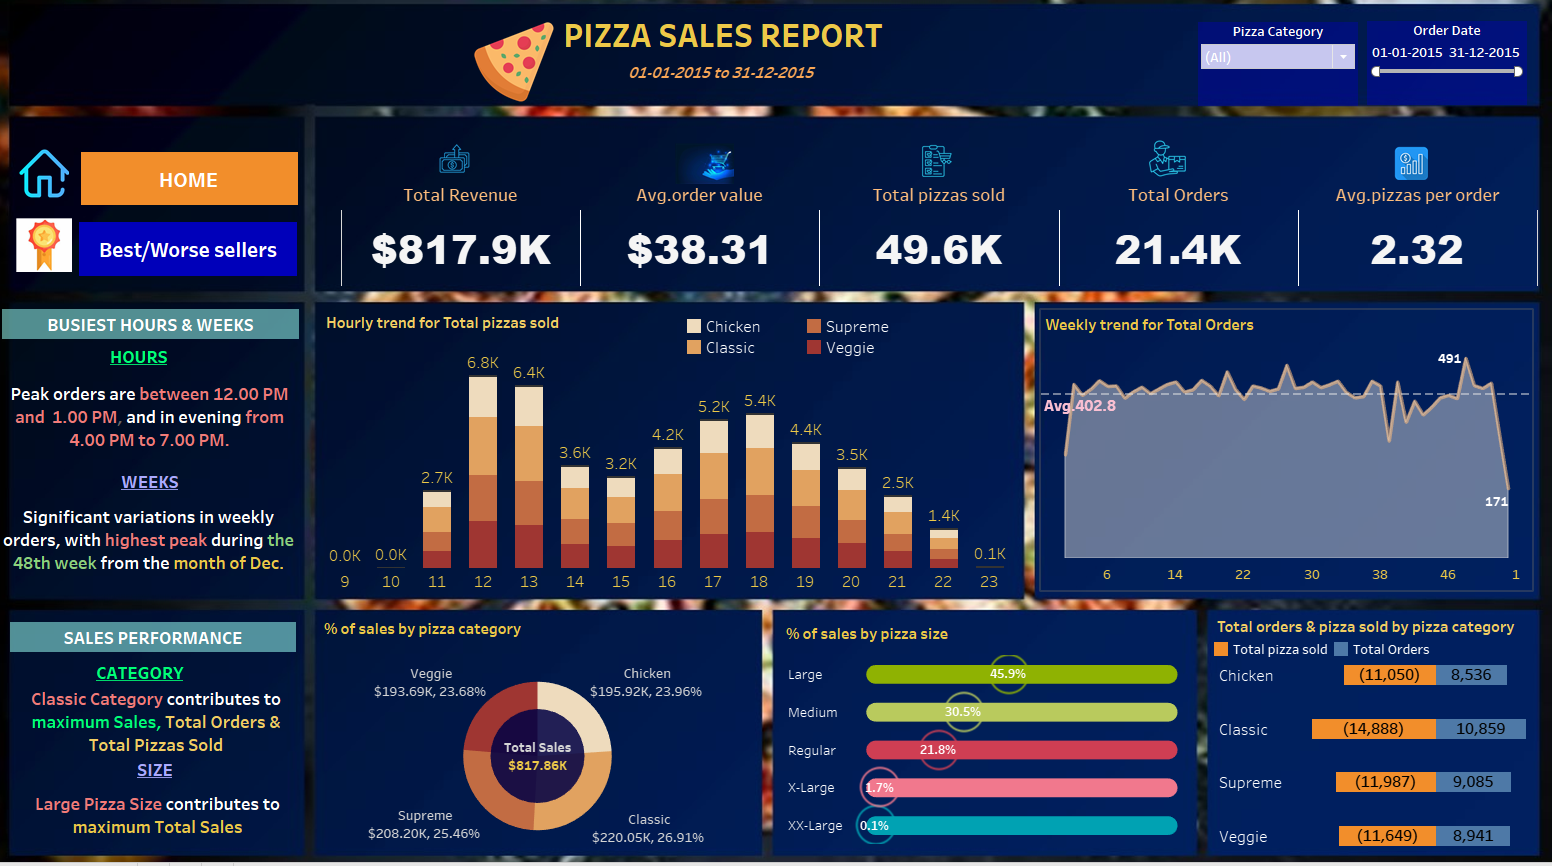 PIZZA SALES REPORT
01-01-2015 to 31-12-2015
Pizza Category
(All)
Order Date
01-01-2015 31-12-2015
HOME
Best/Worse sellers
Total Revenue
$817.9K
Avg.order value
$38.31
Total pizzas sold
49.6K
Total Orders
21.4K
Avg.pizzas per order
2.32
BUSIEST HOURS & WEEKS
HOURS
Peak orders are between 12.00 PM
and 1.00 PM, and in evening from
4.00 PM to 7.00 PM.
WEEKS
Significant variations in weekly
orders, with highest peak during the
48th week from the month of Dec.
Hourly trend for Total pizzas sold
Chicken
Supreme
Classic
Veggie
0.0K 0.0K 2.7K 6.8K 6.4K 3.6K 3.2K 4.2K 5.2K 5.4K 4.4K 3.5K 2.5K 1.4K 0.1K
9 10 11 12 13 14 15 16 17 18 19 20 21 22 23
Weekly trend for Total Orders
491
Avg.402.8
171
6 14 22 30 38 46 1
SALES PERFORMANCE
CATEGORY
Classic Category contributes to
maximum Sales, Total Orders &
Total Pizzas Sold
SIZE
Large Pizza Size contributes to
maximum Total Sales
% of sales by pizza category
Veggie
$193.69K, 23.68%
Chicken
$195.92K, 23.96%
Total Sales
$817.86K
Supreme
$208.20K, 25.46%
Classic
$220.05K, 26.91%
% of sales by pizza size
Large 45.9%
Medium 30.5%
Regular 21.8%
X-Large 1.7%
XX-Large 0.1%
Total orders & pizza sold by pizza category
Total pizza sold Total Orders
Chicken (11,050) 8,536
Classic (14,888) 10,859
Supreme (11,987) 9,085
Veggie (11,649) 8,941